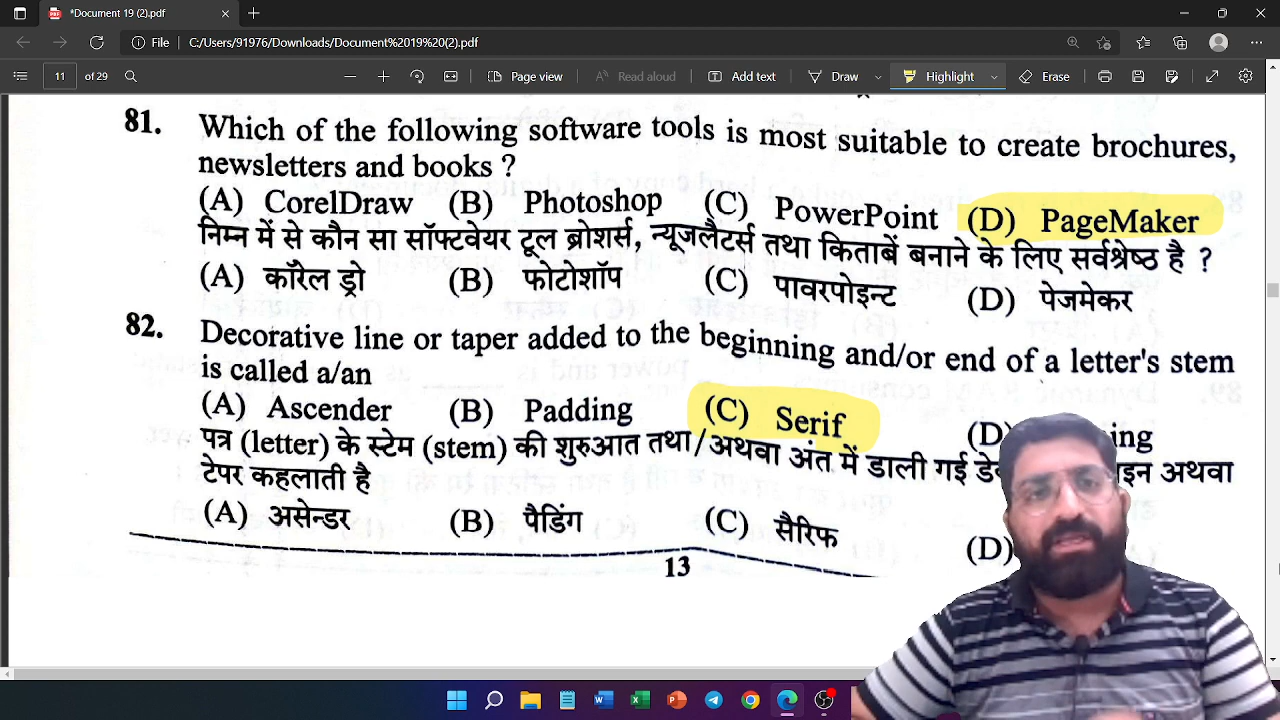 *Document 19 (2).pdf
File C:/Users/91976/Downloads/Document%2019%20(2).pdf
11 of 29 Page view Read aloud Add text Draw Highlight Erase
81. Which of the following software tools is most suitable to create brochures,
newsletters and books ?
(A) CorelDraw (B) Photoshop (C) PowerPoint (D) PageMaker
निम्न में से कौन सा सॉफ्टवेयर टूल ब्रोशर्स, न्यूजलैटर्स तथा किताबें बनाने के लिए सर्वश्रेष्ठ है ?
(A) कॉरेल ड्रो (B) फोटोशॉप (C) पावरपोइन्ट (D) पेजमेकर
82. Decorative line or taper added to the beginning and/or end of a letter's stem
is called a/an
(A) Ascender (B) Padding (C) Serif (D)
पत्र (letter) के स्टेम (stem) की शुरुआत तथा/अथवा अंत में डाली गई अथवा
टेपर कहलाती है
(A) असेन्डर (B) पैडिंग (C) सैरिफ (D)
13